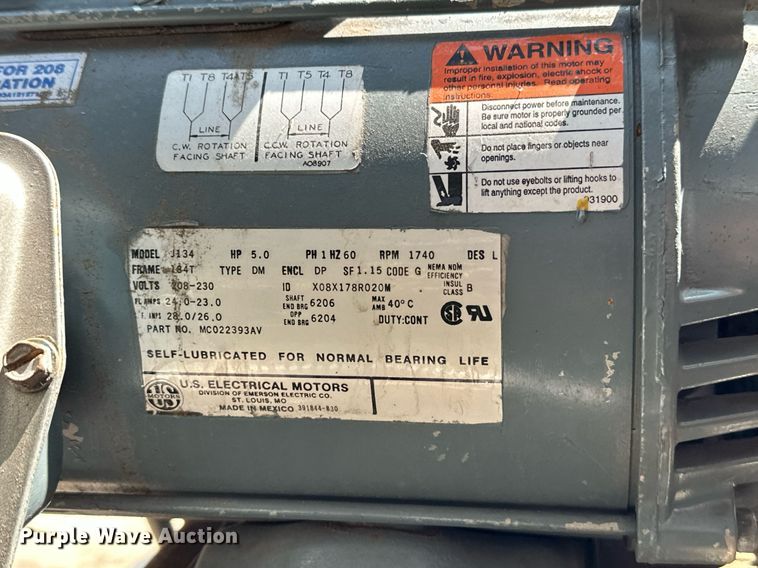 FOR 208
T1 T8 T4 T5
LINE
C.W. ROTATION
FACING SHAFT
T1 T5 T4 T8
LINE
C.C.W. ROTATION
FACING SHAFT
A08907
WARNING
Improper installation of this motor may
result in fire, explosion, electric shock or
other personal injuries. Read operating
instructions.
Disconnect power before maintenance.
Be sure motor is properly grounded per
local and national codes.
Do not place fingers or objects near
openings.
Do not use eyebolts or lifting hooks to
lift anything except the product.
931900
MODEL J134 HP 5.0 PH 1 HZ 60 RPM 1740 DES L
FRAME 184T TYPE DM ENCL DP SF 1.15 CODE G NEMA NOM EFFICIENCY
VOLTS 208-230 ID X08X178R020M INSUL CLASS B
FL AMPS 24.0-23.0 SHAFT END BRG 6206 MAX AMB 40°C
AMPS 28.0/26.0 OPP END BRG 6204 DUTY:CONT
PART NO. MC022393AV
SELF-LUBRICATED FOR NORMAL BEARING LIFE
US MOTORS
U.S. ELECTRICAL MOTORS
DIVISION OF EMERSON ELECTRIC CO.
ST. LOUIS, MO
MADE IN MEXICO 391844-830
Purple Wave Auction